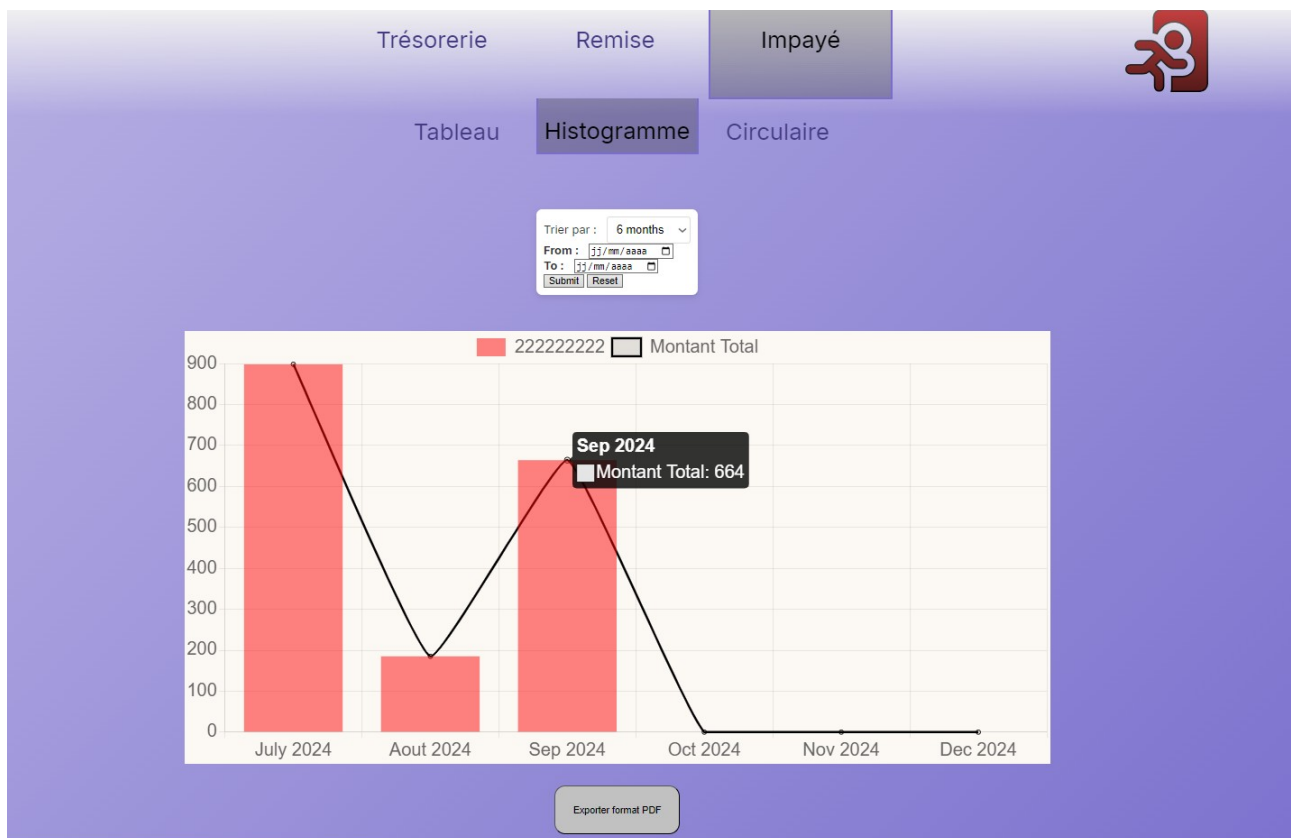 Trésorerie Remise Impayé
Tableau Histogramme Circulaire
Trier par : 6 months
From : jj/mm/aaaa
To : jj/mm/aaaa
Submit Reset
222222222 Montant Total
900
800
700
Sep 2024
Montant Total: 664
600
500
400
300
200
100
0
July 2024 Aout 2024 Sep 2024 Oct 2024 Nov 2024 Dec 2024
Exporter format PDF